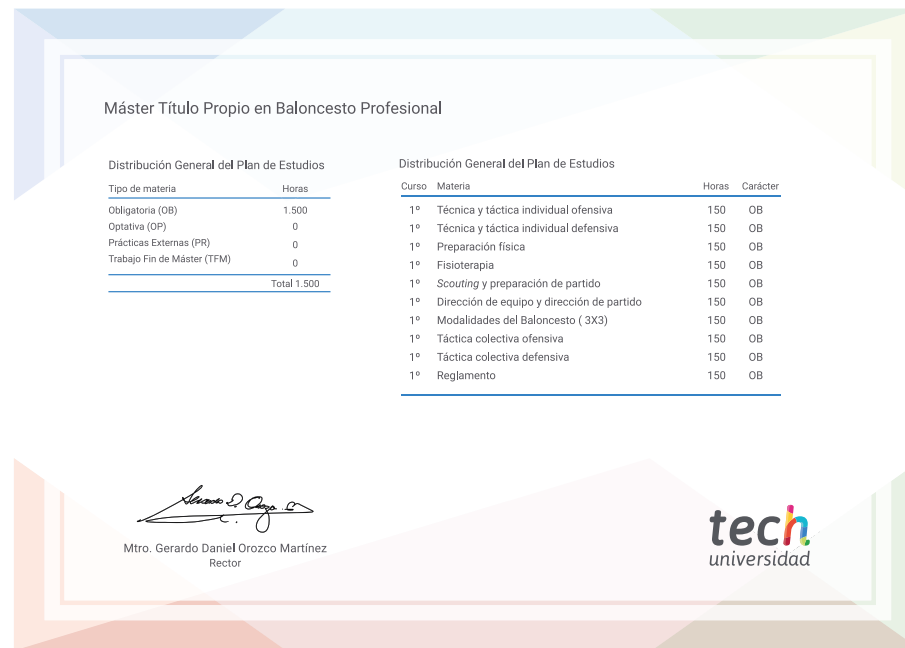 Máster Título Propio en Baloncesto Profesional
Distribución General del Plan de Estudios
Tipo de materia Horas
Obligatoria (OB) 1.500
Optativa (OP) 0
Prácticas Externas (PR) 0
Trabajo Fin de Máster (TFM) 0
Total 1.500
Distribución General del Plan de Estudios
Curso Materia Horas Carácter
1º Técnica y táctica individual ofensiva 150 OB
1º Técnica y táctica individual defensiva 150 OB
1º Preparación física 150 OB
1º Fisioterapia 150 OB
1º Scouting y preparación de partido 150 OB
1º Dirección de equipo y dirección de partido 150 OB
1º Modalidades del Baloncesto ( 3X3) 150 OB
1º Táctica colectiva ofensiva 150 OB
1º Táctica colectiva defensiva 150 OB
1º Reglamento 150 OB
Mtro. Gerardo Daniel Orozco Martínez
Rector
tech
universidad